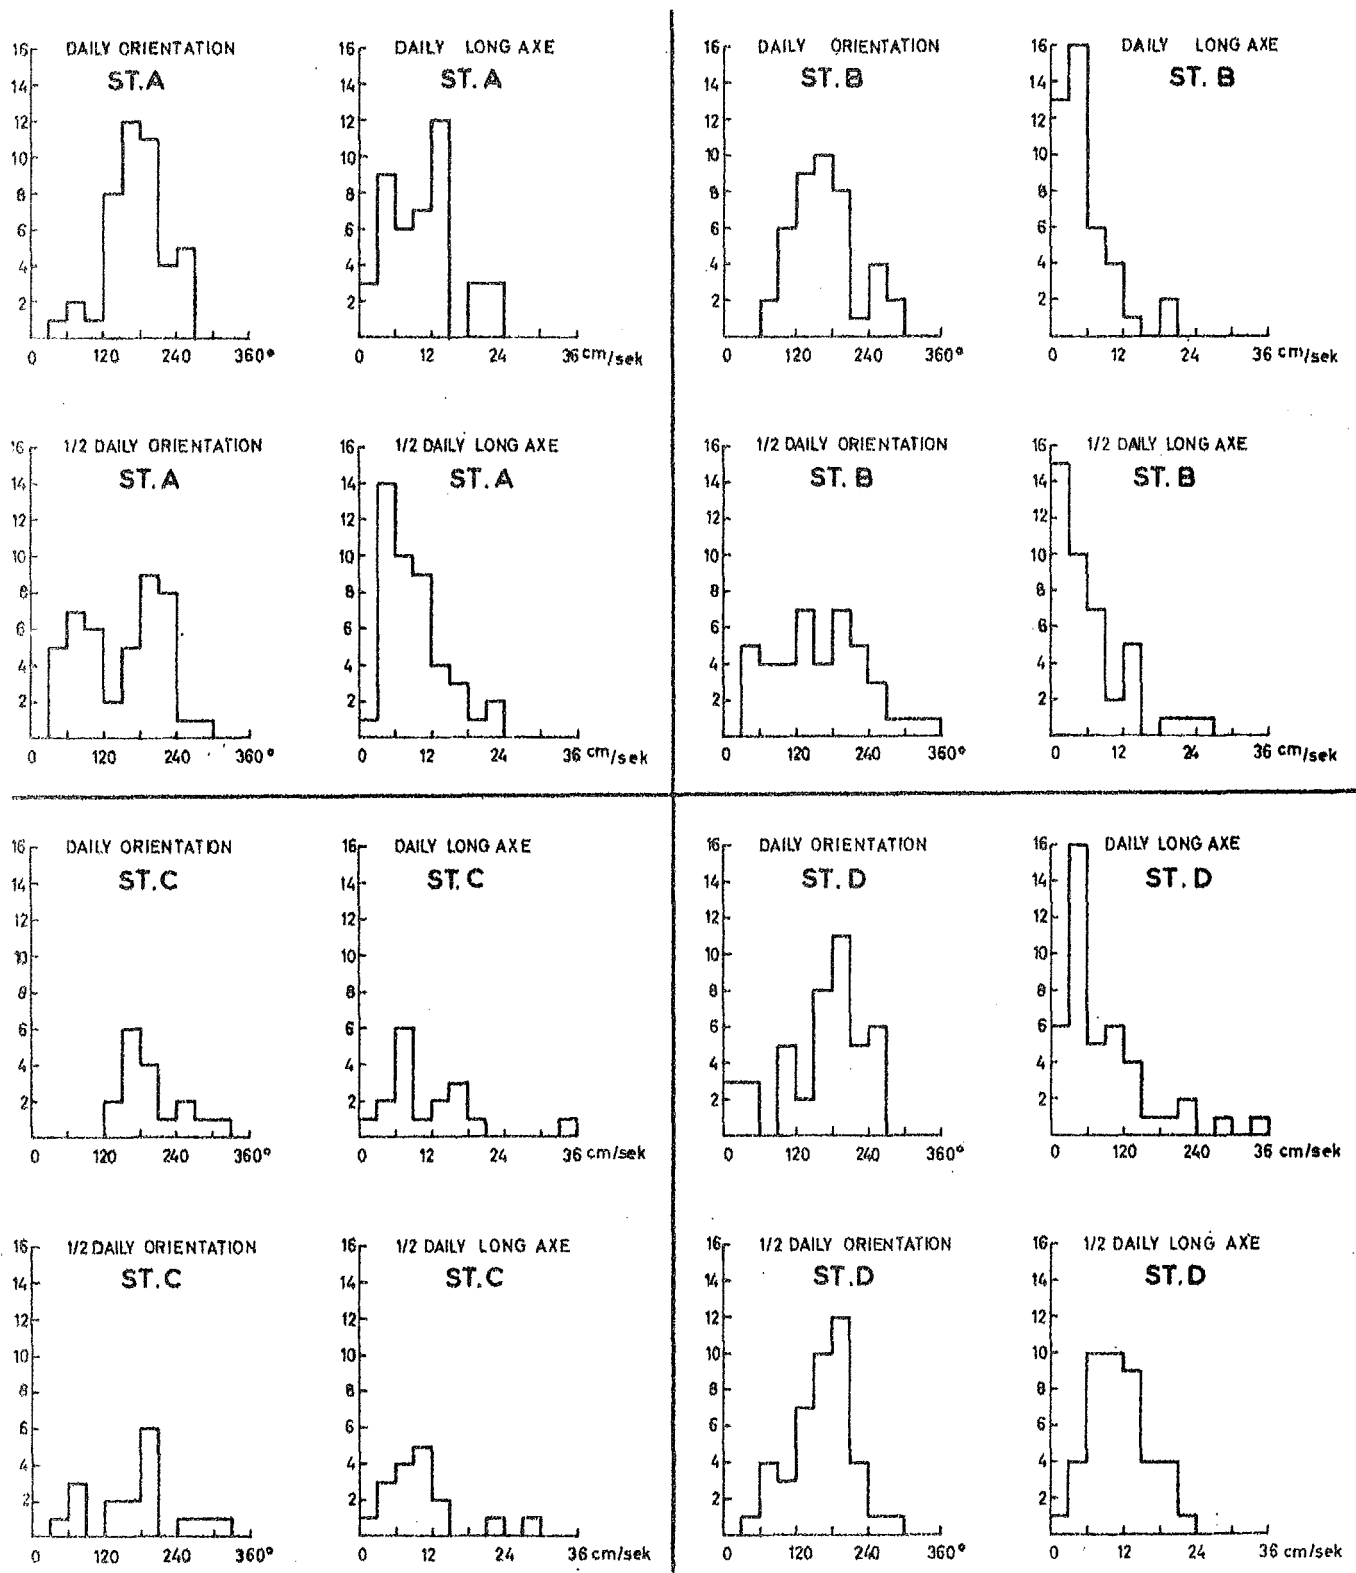 DAILY ORIENTATION
ST.A
16
14
12
10
8
6
4
2
0 120 240 360°
DAILY LONG AXE
ST.A
16
14
12
10
8
6
4
2
0 12 24 36 cm/sek
DAILY ORIENTATION
ST.B
16
14
12
10
8
6
4
2
0 120 240 360°
DAILY LONG AXE
ST. B
16
14
12
10
8
6
4
2
0 12 24 36 cm/sek
1/2 DAILY ORIENTATION
ST.A
16
14
12
10
8
6
4
2
0 120 240 360°
1/2 DAILY LONG AXE
ST.A
16
14
12
10
8
6
4
2
0 12 24 36 cm/sek
1/2 DAILY ORIENTATION
ST.B
16
14
12
10
8
6
4
2
0 120 240 360°
1/2 DAILY LONG AXE
ST.B
16
14
12
10
8
6
4
2
0 12 24 36 cm/sek
DAILY ORIENTATION
ST.C
16
14
12
10
8
6
4
2
0 120 240 360°
DAILY LONG AXE
ST.C
16
14
12
10
8
6
4
2
0 12 24 36 cm/sek
DAILY ORIENTATION
ST.D
16
14
12
10
8
6
4
2
0 120 240 360°
DAILY LONG AXE
ST.D
16
14
12
10
8
6
4
2
0 120 240 36 cm/sek
1/2 DAILY ORIENTATION
ST.C
16
14
12
10
8
6
4
2
0 120 240 360°
1/2 DAILY LONG AXE
ST.C
16
14
12
10
8
6
4
2
0 12 24 36 cm/sek
1/2 DAILY ORIENTATION
ST.D
16
14
12
10
8
6
4
2
0 120 240 360°
1/2 DAILY LONG AXE
ST.D
16
14
12
10
8
6
4
2
0 12 24 36 cm/sek